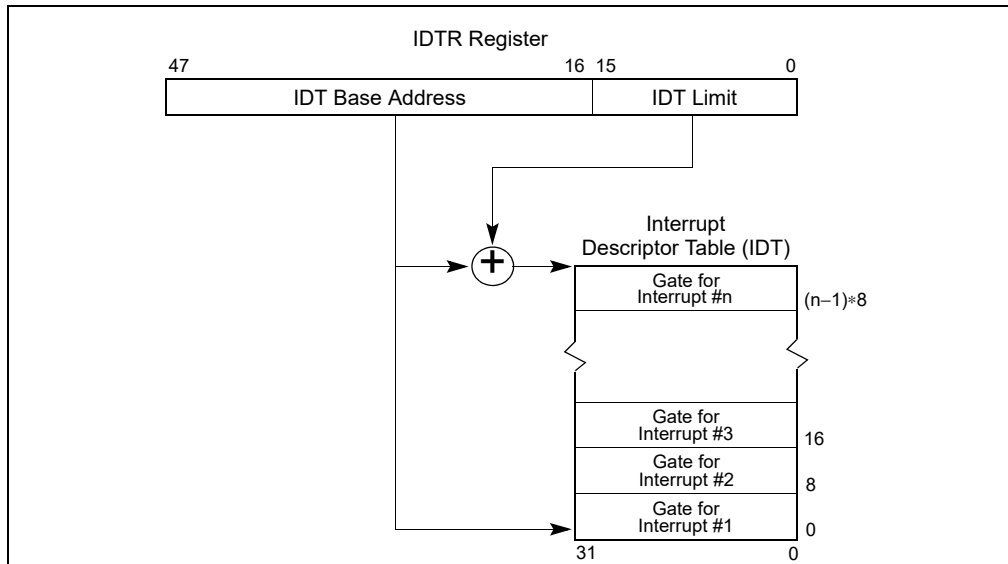 IDTR Register
47 16 15 0
IDT Base Address IDT Limit
+
Interrupt
Descriptor Table (IDT)
Gate for
Interrupt #n
(n–1)∗8
Gate for
Interrupt #3
16
Gate for
Interrupt #2
8
Gate for
Interrupt #1
0
31 0